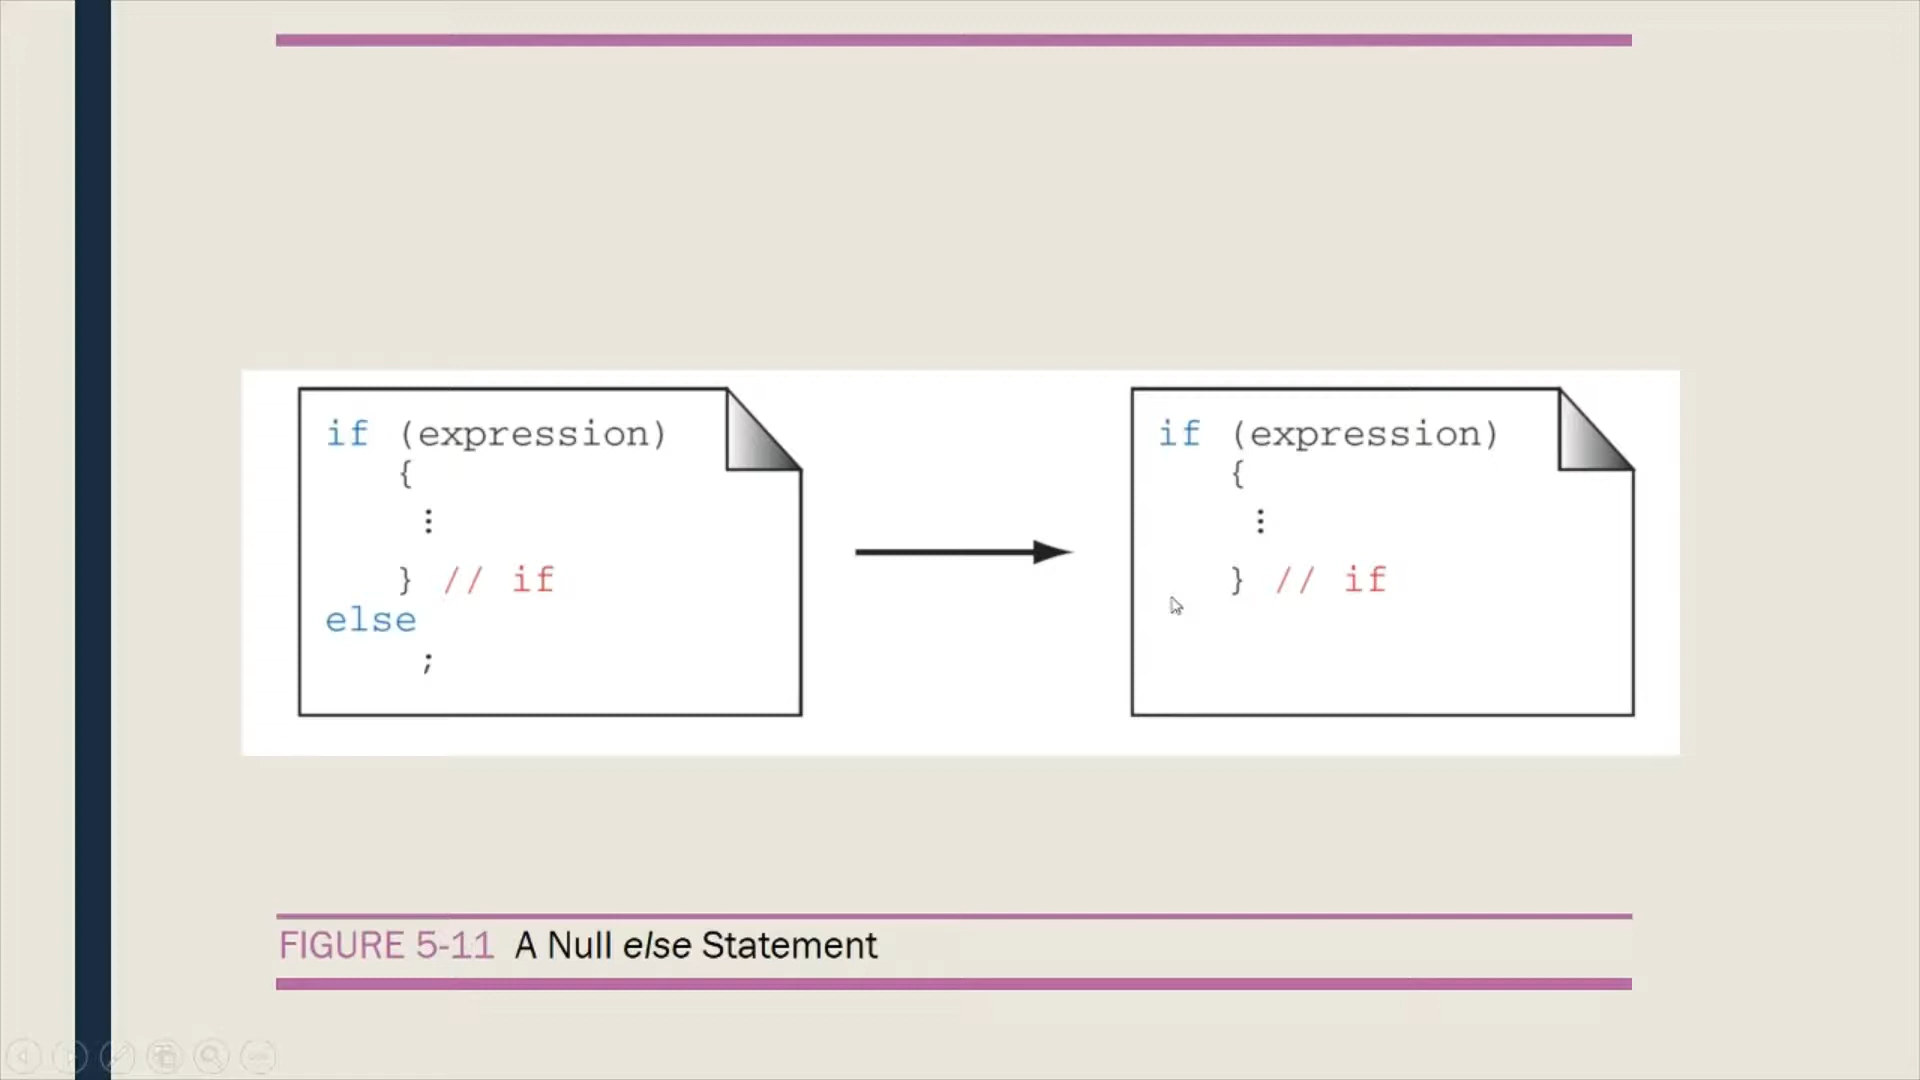 if (expression)
{
⋮
} // if
else
;
if (expression)
{
⋮
} // if
FIGURE 5-11 A Null else Statement